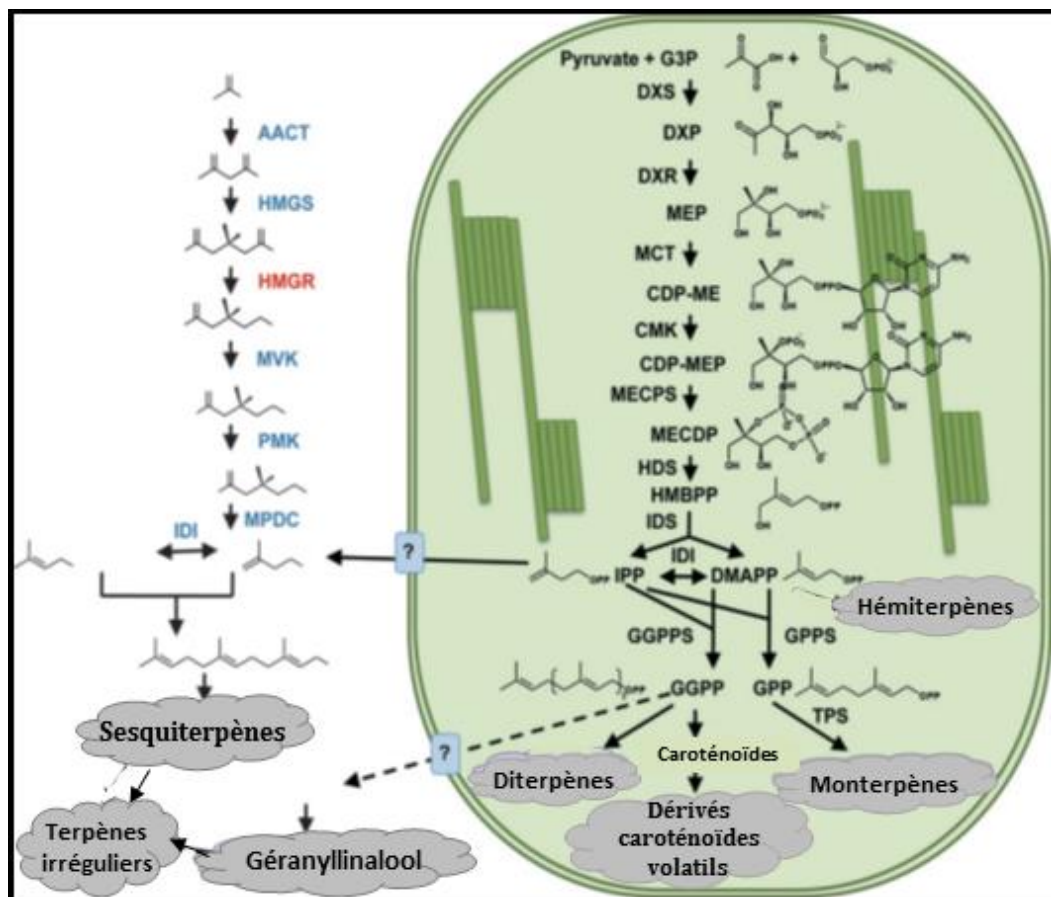 AACT
HMGS
HMGR
MVK
PMK
MPDC
IDI
?
Sesquiterpènes
Terpènes
irréguliers
Géranyllinalool
?
Pyruvate + G3P
DXS
DXP
DXR
MEP
MCT
CDP-ME
CMK
CDP-MEP
MECPS
MECDP
HDS
HMBPP
IDS
IDI
IPP
DMAPP
Hémiterpènes
GGPPS
GPPS
GGPP
GPP
TPS
Diterpènes
Caroténoïdes
Monterpènes
Dérivés
caroténoïdes
volatils